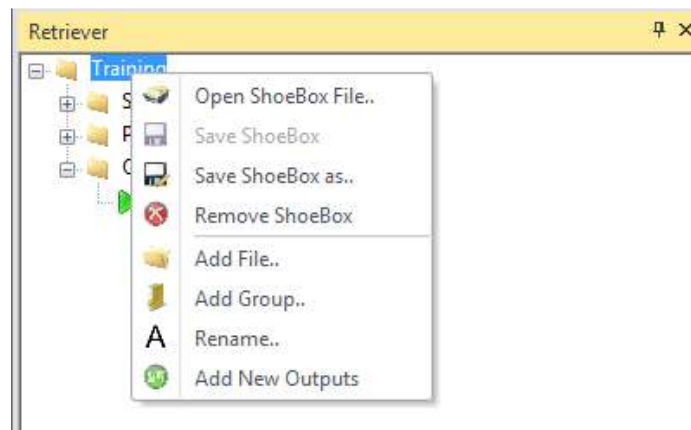 Retriever
Training
S
Open ShoeBox File..
P
Save ShoeBox
C
Save ShoeBox as..
Remove ShoeBox
Add File..
Add Group..
A
Rename..
Add New Outputs